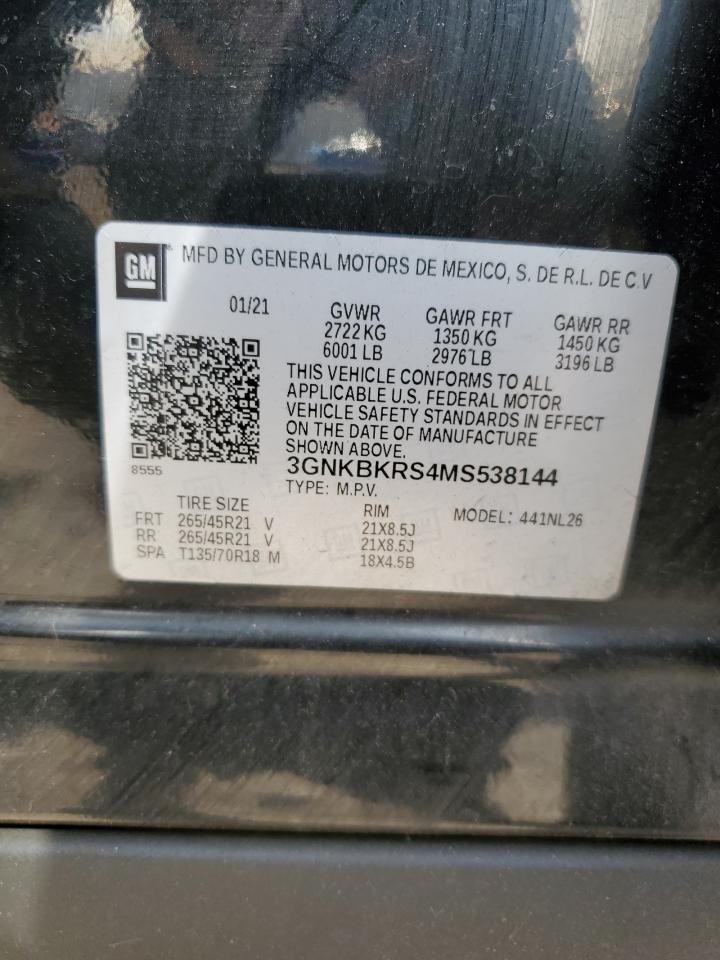 GM
MFD BY GENERAL MOTORS DE MEXICO, S. DE R.L. DE C.V
01/21 GVWR GAWR FRT GAWR RR
2722 KG 1350 KG 1450 KG
6001 LB 2976 LB 3196 LB
THIS VEHICLE CONFORMS TO ALL
APPLICABLE U.S. FEDERAL MOTOR
VEHICLE SAFETY STANDARDS IN EFFECT
ON THE DATE OF MANUFACTURE
SHOWN ABOVE.
8555
3GNKBKRS4MS538144
TYPE: M.P.V.
TIRE SIZE RIM MODEL: 441NL26
FRT 265/45R21 V 21X8.5J
RR 265/45R21 V 21X8.5J
SPA T135/70R18 M 18X4.5B